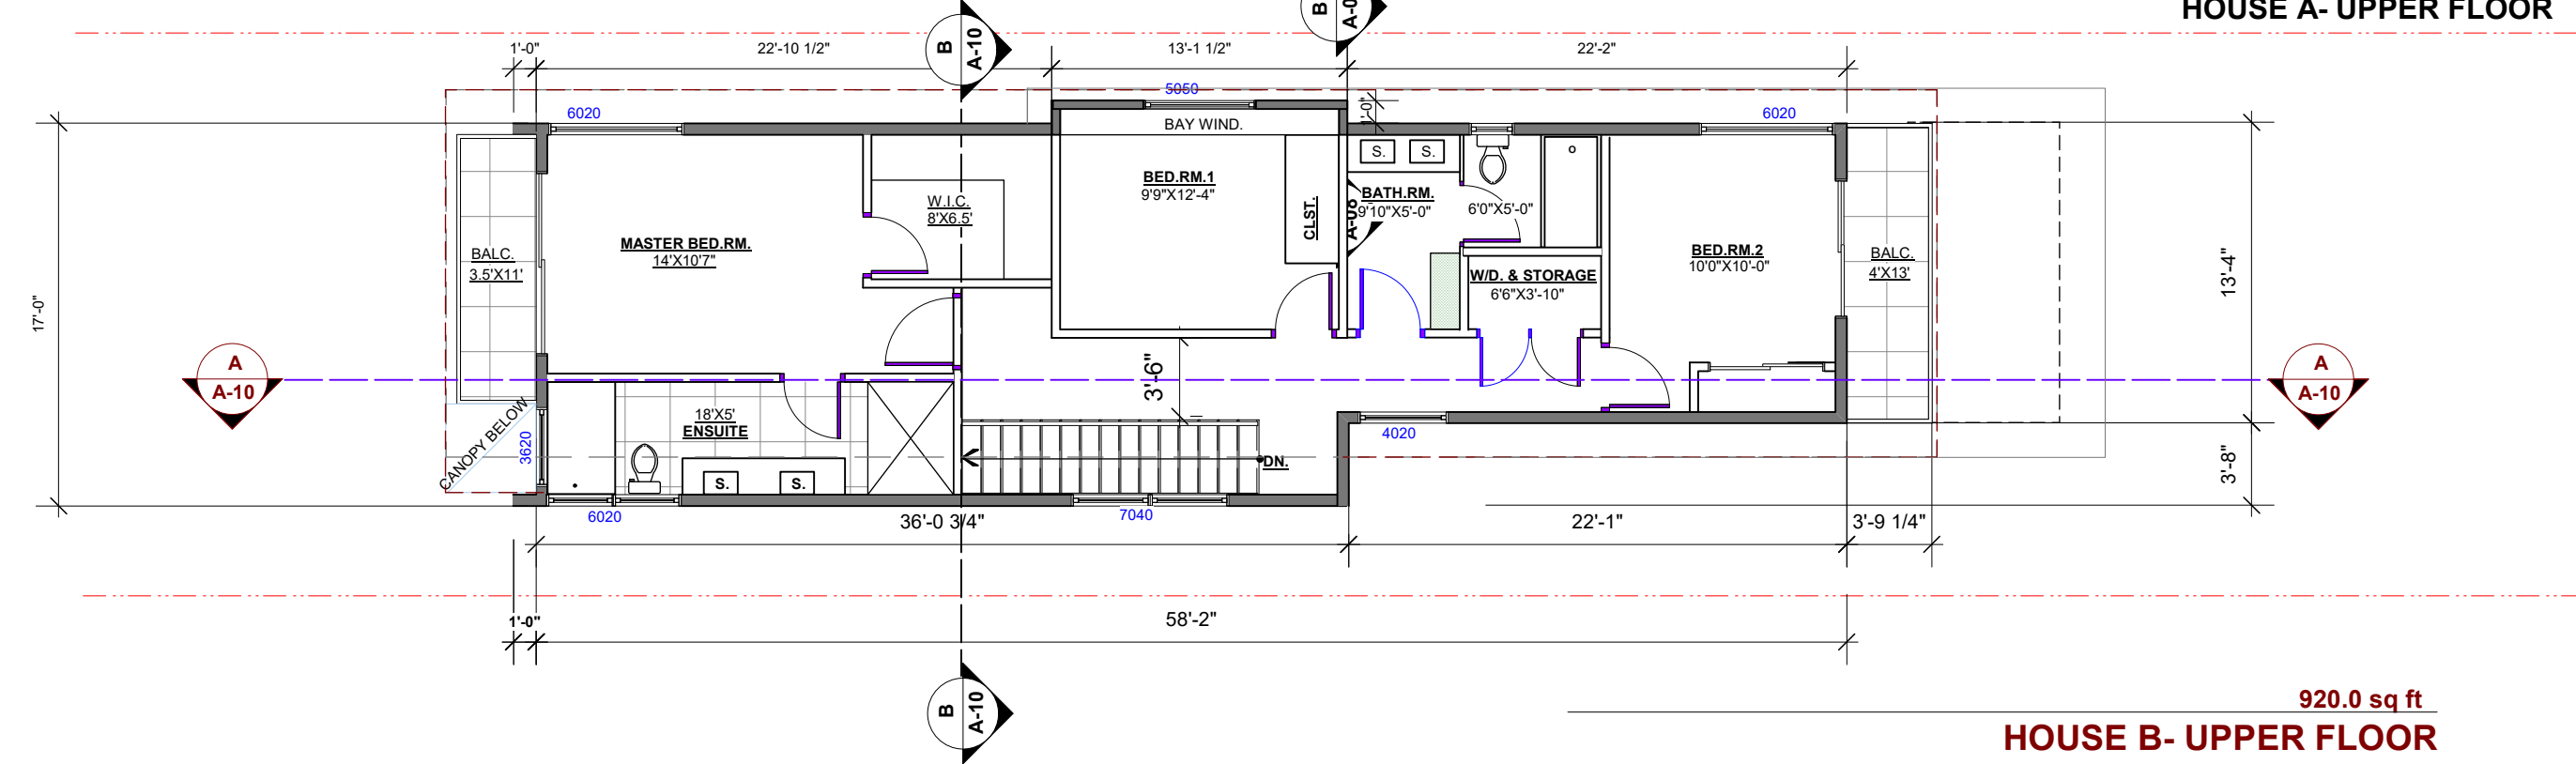 HOUSE A- UPPER FLOOR
B
A-0
B
A-10
1'-0"
22'-10 1/2"
13'-1 1/2"
22'-2"
6020
5050
1'-0"
6020
BAY WIND.
S.
S.
BED.RM.1
9'9"X12'-4"
W.I.C.
8'X6.5'
CLST.
BATH.RM.
9'10"X5'-0"
A-08
6'0"X5'-0"
MASTER BED.RM.
14'X10'7"
BALC.
3.5'X11'
BED.RM.2
10'0"X10'-0"
BALC.
4'X13'
W/D. & STORAGE
6'6"X3'-10"
17'-0"
13'-4"
A
A-10
3'-6"
A
A-10
18'X5'
ENSUITE
CANOPY BELOW
3620
4020
3'-8"
DN.
S.
S.
6020
7040
36'-0 3/4"
22'-1"
3'-9 1/4"
1'-0"
58'-2"
B
A-10
920.0 sq ft
HOUSE B- UPPER FLOOR